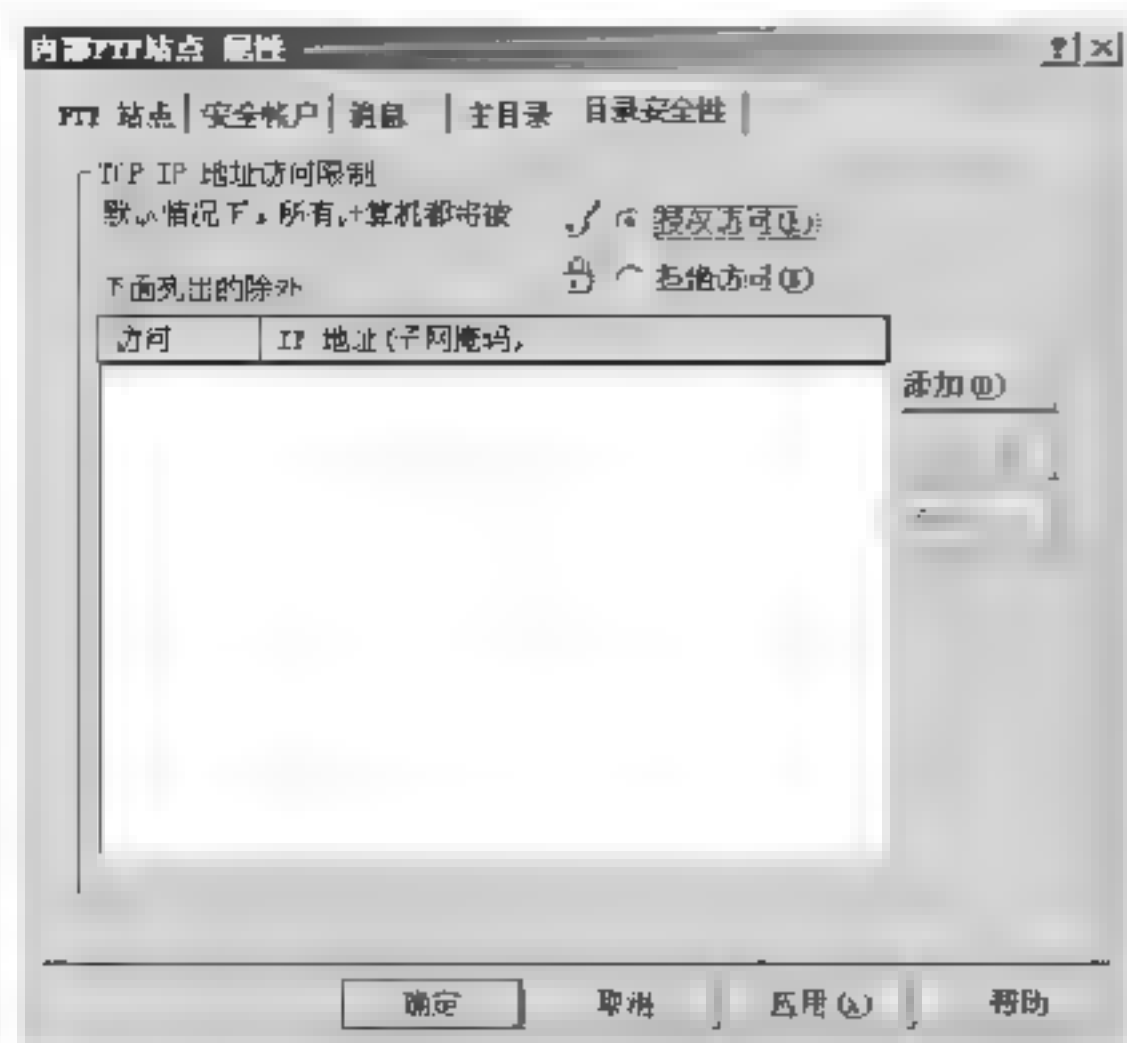 内部FTP站点 属性
FTP 站点 安全帐户 消息 主目录 目录安全性
TCP/IP 地址访问限制
默认情况下，所有计算机都将被 授权访问
下面列出的除外 拒绝访问
访问 IP 地址(子网掩码)
添加(D)
确定 取消 应用(A) 帮助